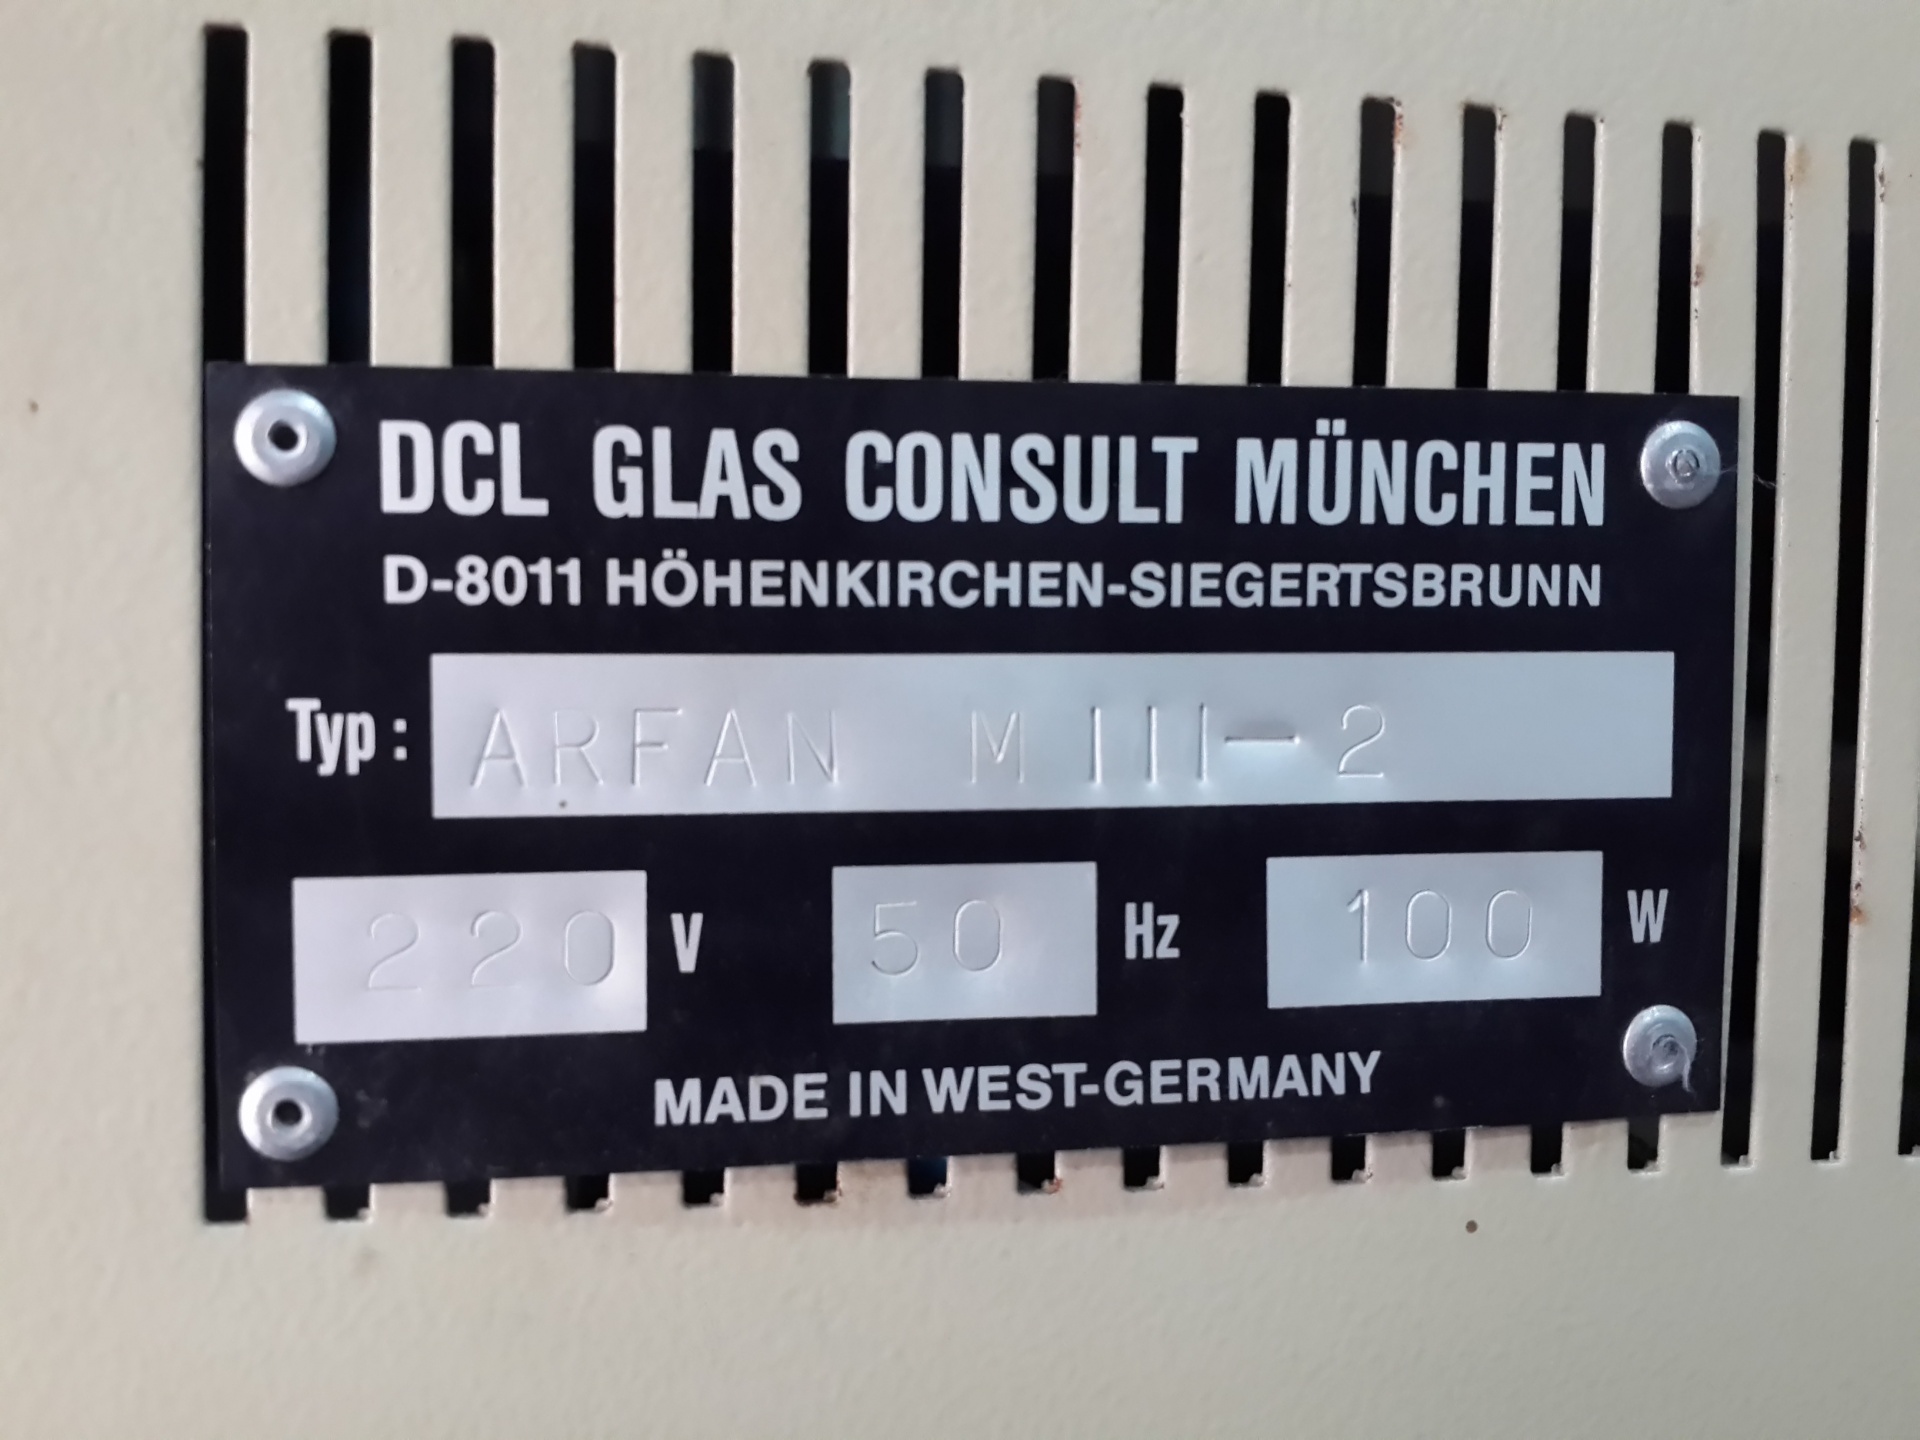 DCL GLAS CONSULT MÜNCHEN
D-8011 HÖHENKIRCHEN-SIEGERTSBRUNN
Typ: ARFAN M III-2
220 V 50 Hz 100 W
MADE IN WEST-GERMANY